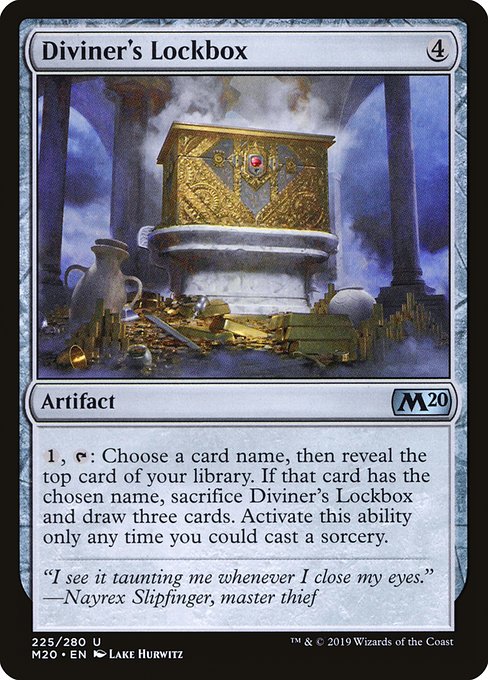 Diviner's Lockbox 4
Artifact M20
1, T: Choose a card name, then reveal the
top card of your library. If that card has the
chosen name, sacrifice Diviner's Lockbox
and draw three cards. Activate this ability
only any time you could cast a sorcery.
"I see it taunting me whenever I close my eyes."
—Nayrex Slipfinger, master thief
225/280 U
M20 • EN Lake Hurwitz
™ & © 2019 Wizards of the Coast